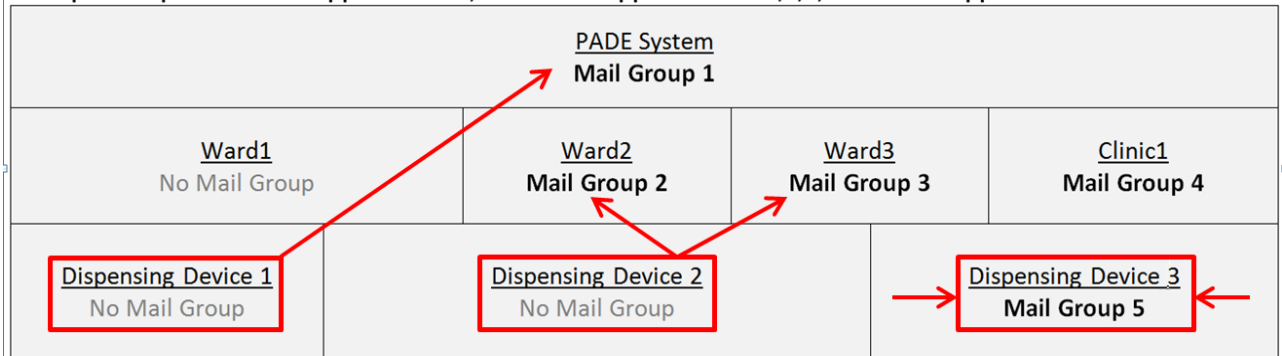 PADE System
Mail Group 1
Ward1
No Mail Group
Ward2
Mail Group 2
Ward3
Mail Group 3
Clinic1
Mail Group 4
Dispensing Device 1
No Mail Group
Dispensing Device 2
No Mail Group
Dispensing Device 3
Mail Group 5